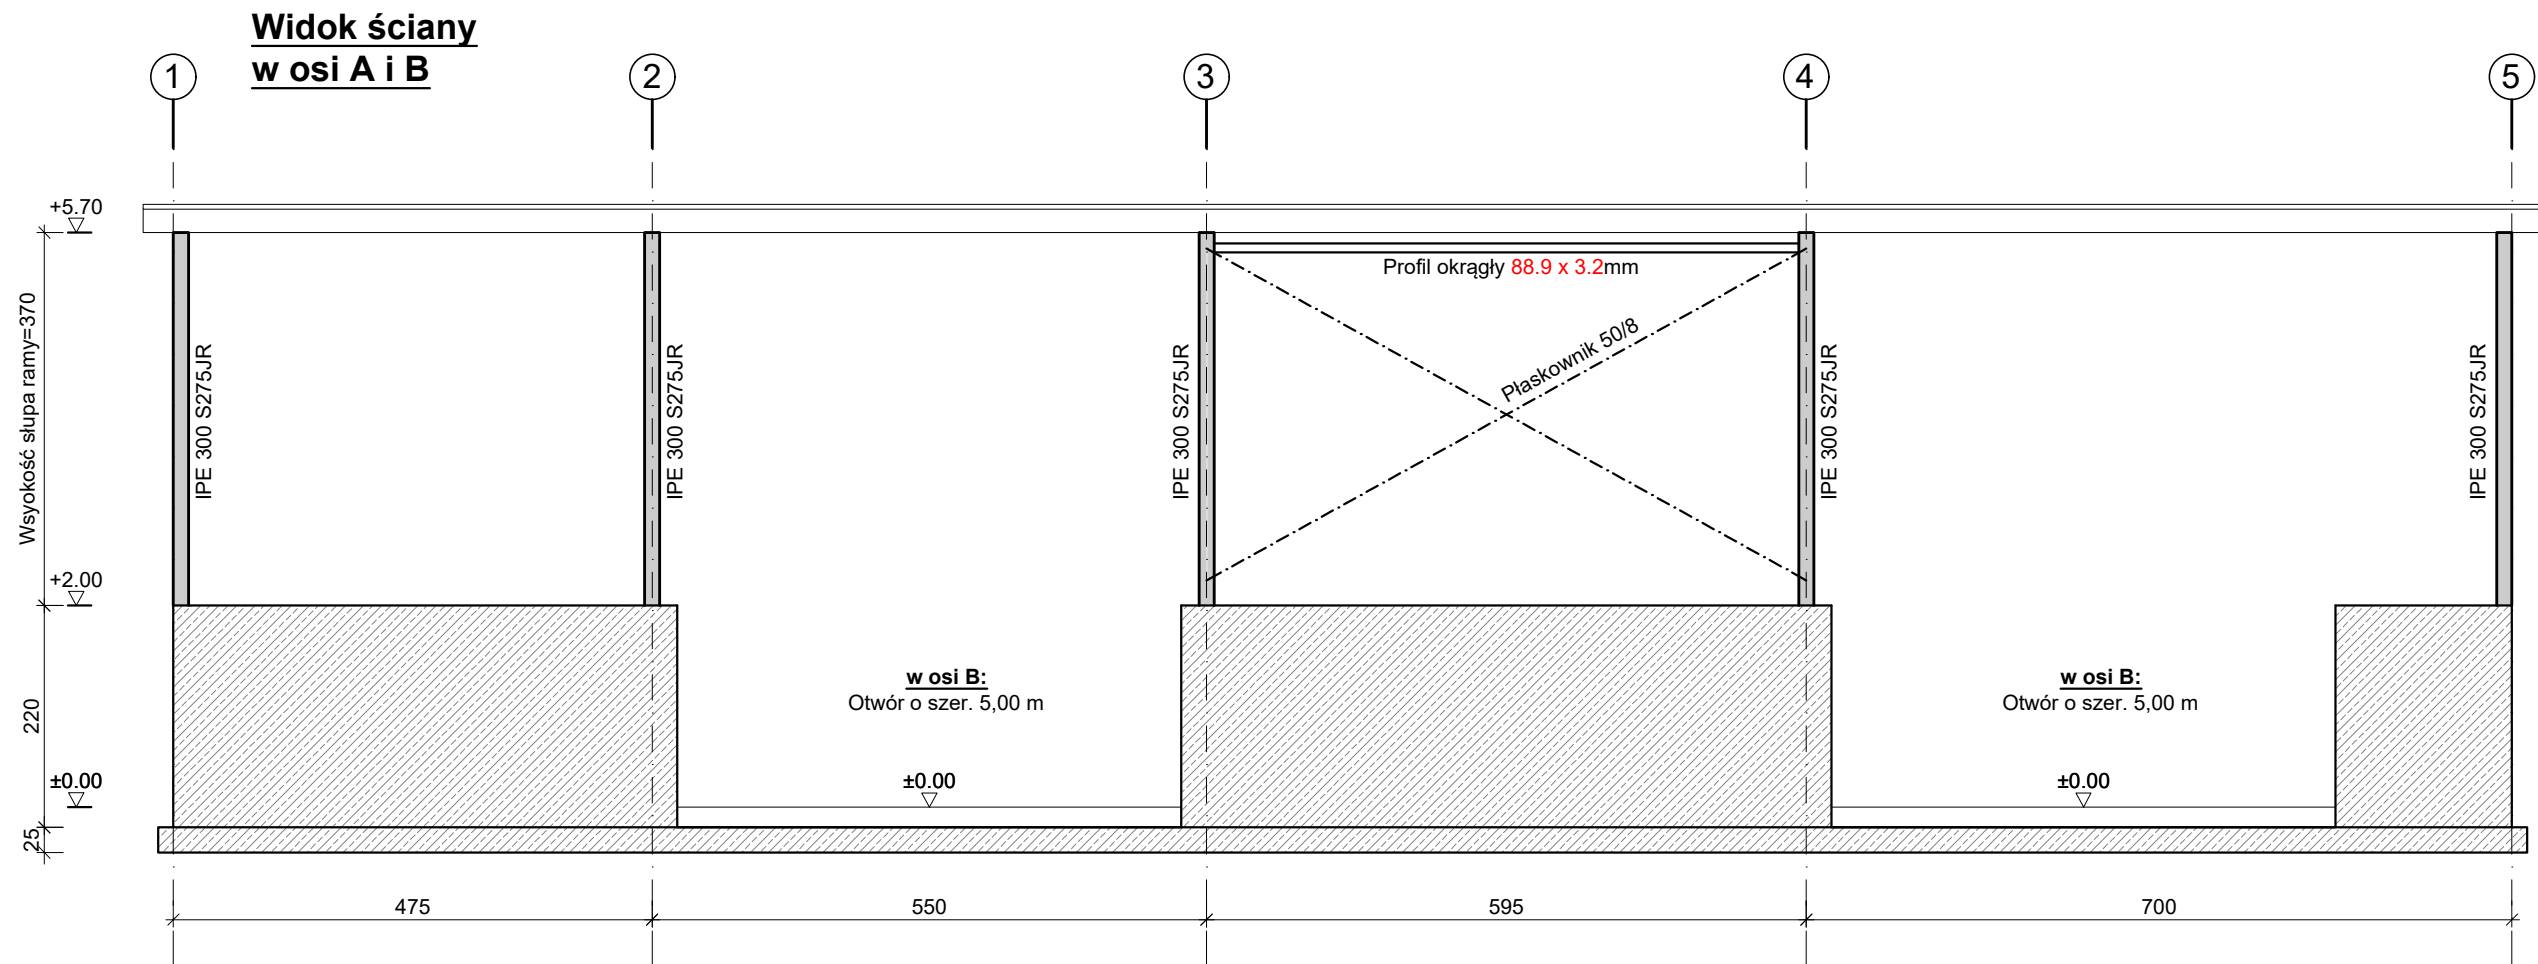 Widok ściany
w osi A i B
1
2
3
4
5
+5.70
Profil okrągły 88.9 x 3.2mm
Płaskownik 50/8
Wsyokość słupa ramy=370
IPE 300 S275JR
IPE 300 S275JR
IPE 300 S275JR
IPE 300 S275JR
IPE 300 S275JR
+2.00
w osi B:
Otwór o szer. 5,00 m
w osi B:
Otwór o szer. 5,00 m
220
±0.00
±0.00
±0.00
25
475
550
595
700